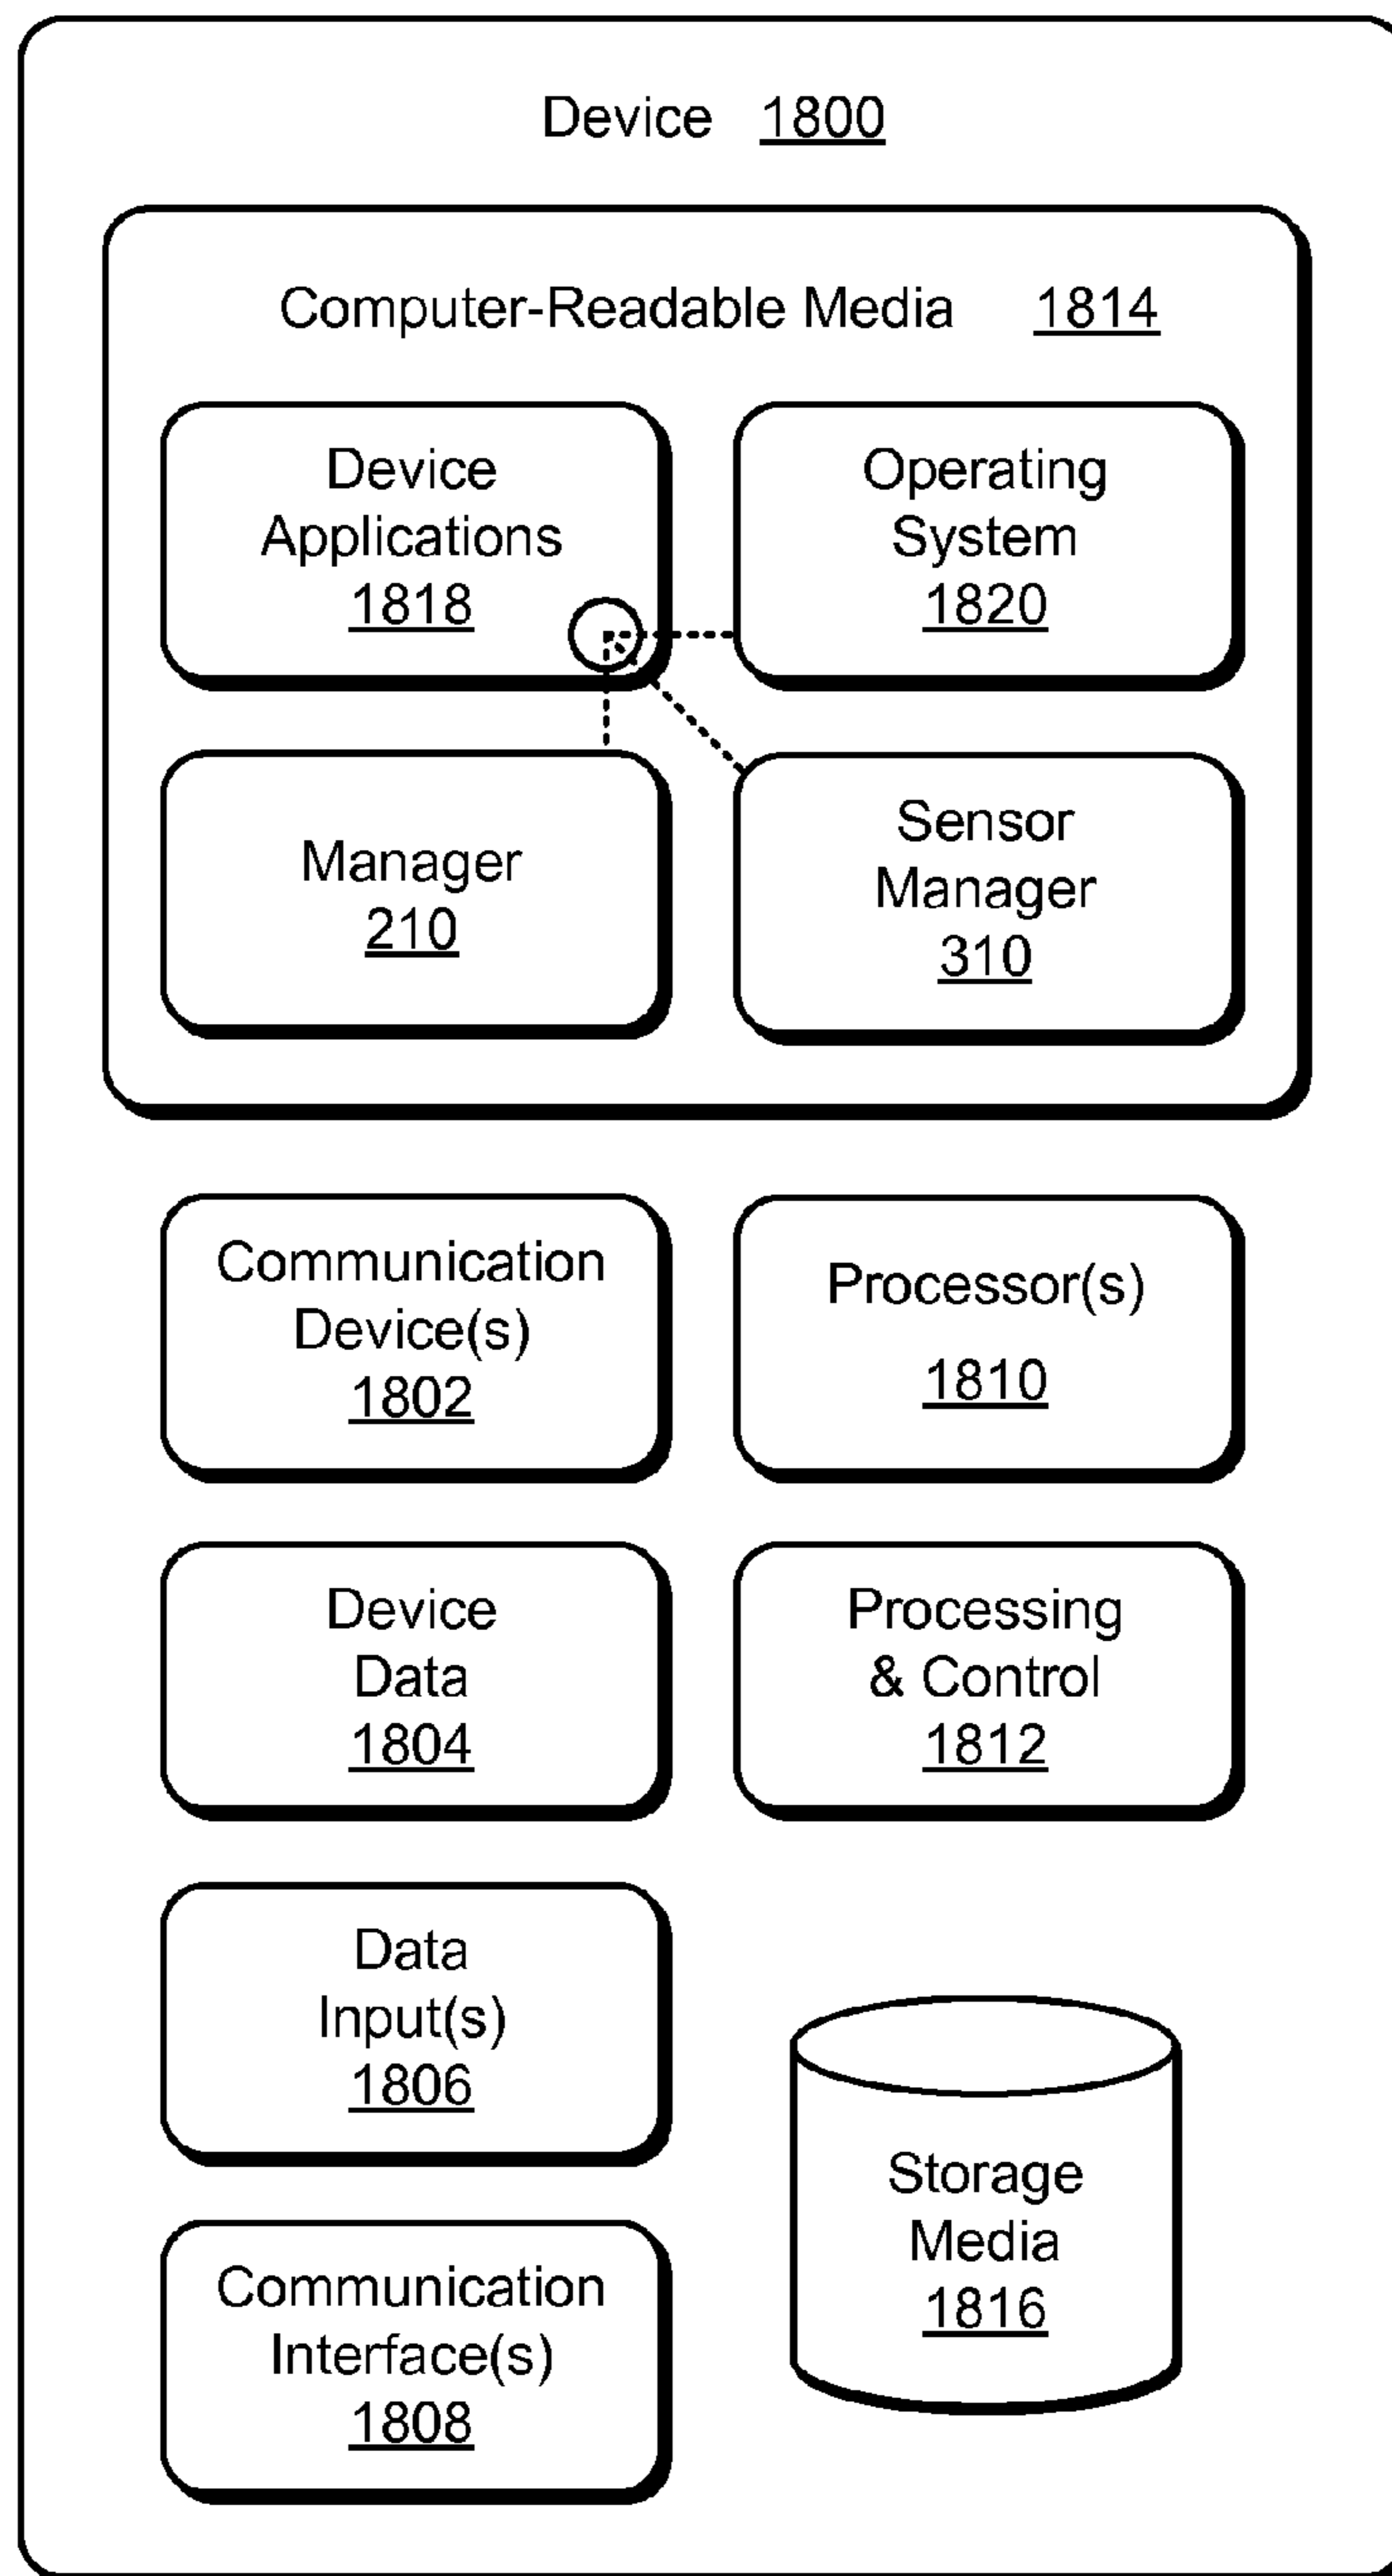 Device 1800
Computer-Readable Media 1814
Device
Applications
1818
Operating
System
1820
Manager
210
Sensor
Manager
310
Communication
Device(s)
1802
Processor(s)
1810
Device
Data
1804
Processing
& Control
1812
Data
Input(s)
1806
Storage
Media
1816
Communication
Interface(s)
1808